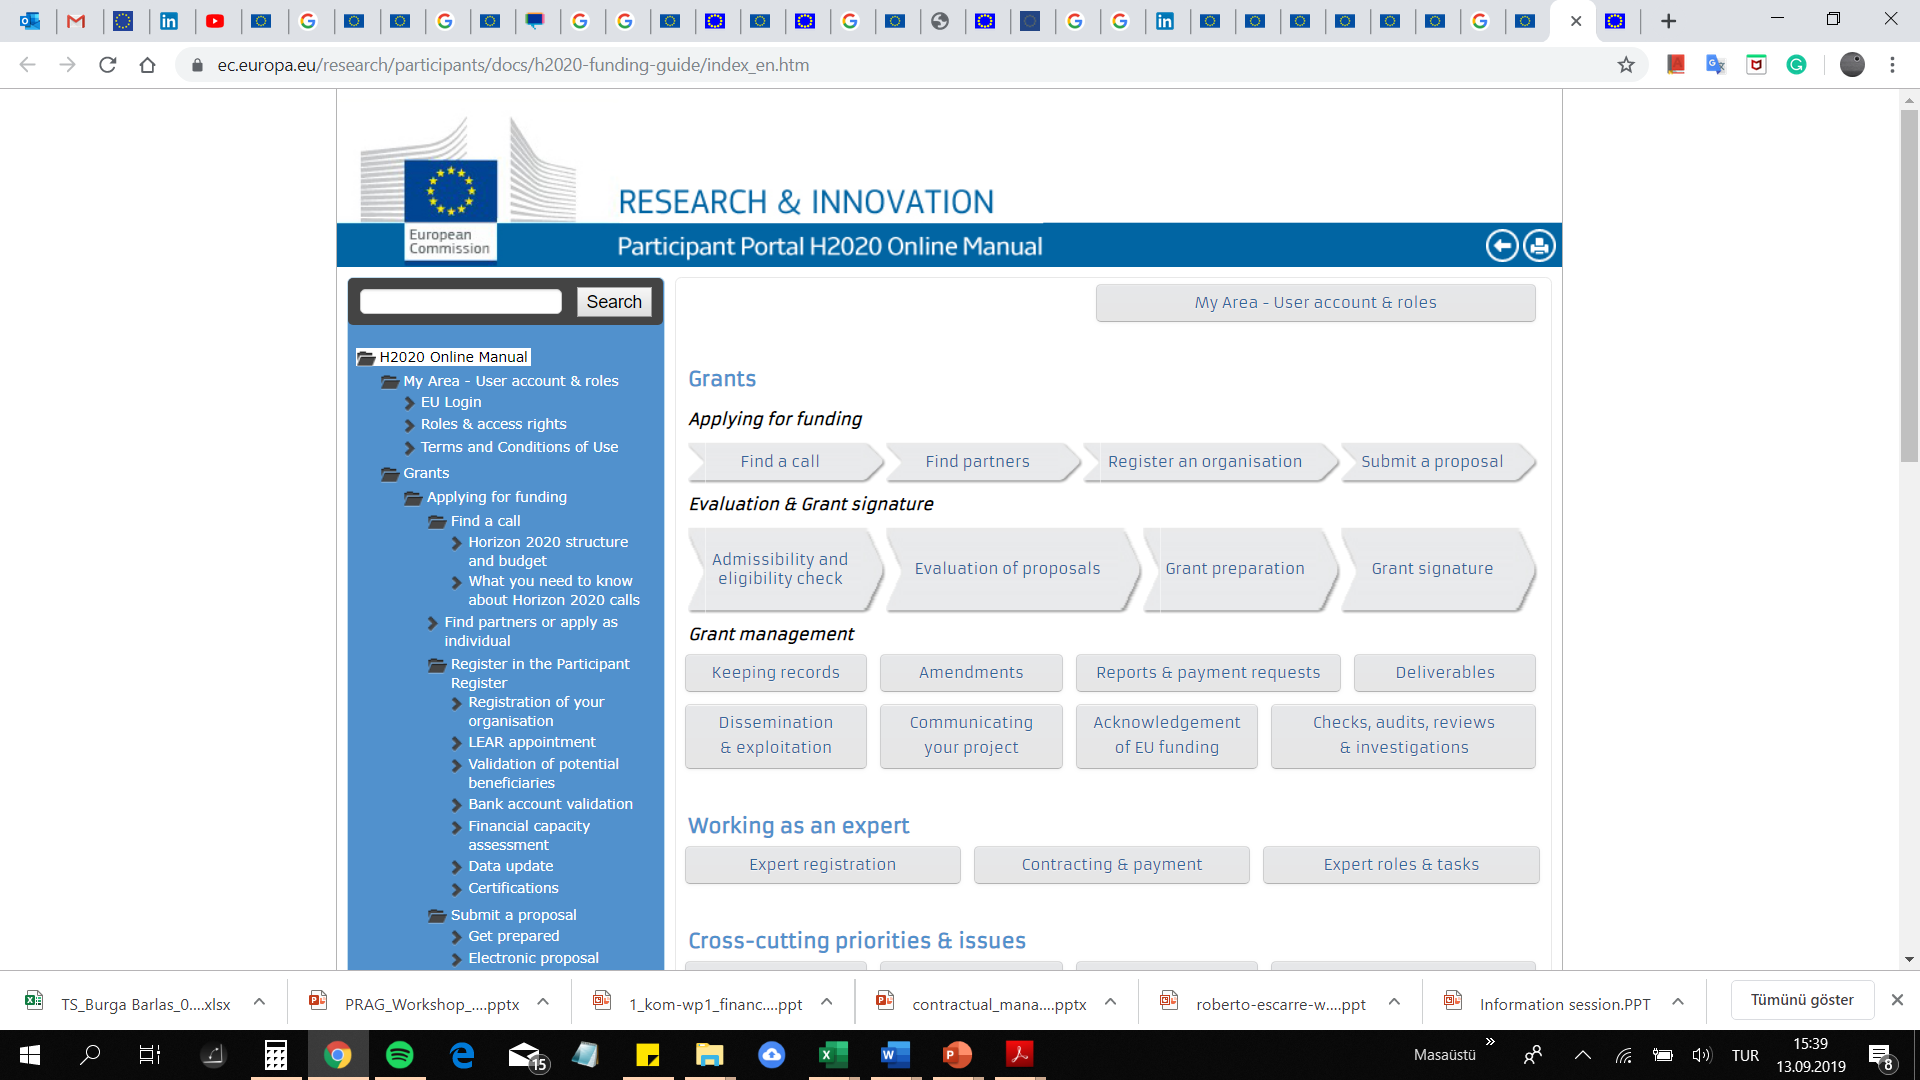 ec.europa.eu/research/participants/docs/h2020-funding-guide/index_en.htm
European
Commission
RESEARCH & INNOVATION
Participant Portal H2020 Online Manual
Search
H2020 Online Manual
My Area - User account & roles
EU Login
Roles & access rights
Terms and Conditions of Use
Grants
Applying for funding
Find a call
Horizon 2020 structure
and budget
What you need to know
about Horizon 2020 calls
Find partners or apply as
individual
Register in the Participant
Register
Registration of your
organisation
LEAR appointment
Validation of potential
beneficiaries
Bank account validation
Financial capacity
assessment
Data update
Certifications
Submit a proposal
Get prepared
Electronic proposal
My Area - User account & roles
Grants
Applying for funding
Find a call
Find partners
Register an organisation
Submit a proposal
Evaluation & Grant signature
Admissibility and
eligibility check
Evaluation of proposals
Grant preparation
Grant signature
Grant management
Keeping records
Amendments
Reports & payment requests
Deliverables
Dissemination
& exploitation
Communicating
your project
Acknowledgement
of EU funding
Checks, audits, reviews
& investigations
Working as an expert
Expert registration
Contracting & payment
Expert roles & tasks
Cross-cutting priorities & issues
TS_Burga Barlas_0....xlsx
PRAG_Workshop_....pptx
1_kom-wp1_financ....ppt
contractual_mana....pptx
roberto-escarre-w....ppt
Information session.PPT
Tümünü göster
15
Masaüstü
TUR
15:39
13.09.2019
8